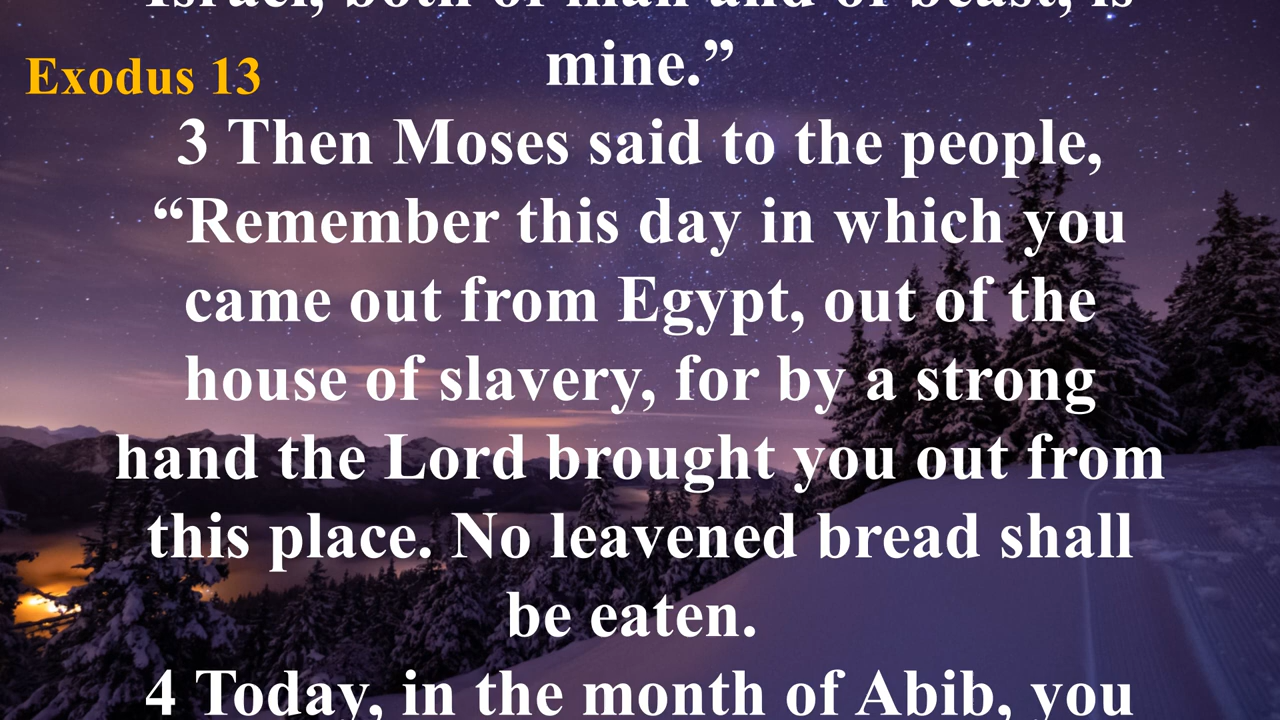 Israel, both of man and of beast, is
mine.”
Exodus 13
3 Then Moses said to the people,
“Remember this day in which you
came out from Egypt, out of the
house of slavery, for by a strong
hand the Lord brought you out from
this place. No leavened bread shall
be eaten.
4 Today, in the month of Abib, you